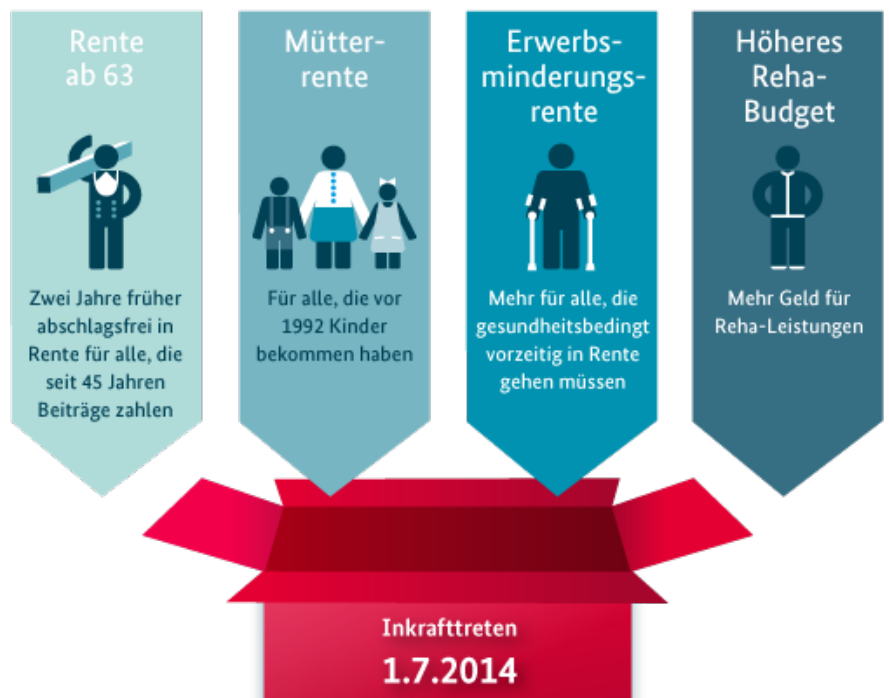 Rente
ab 63
Zwei Jahre früher
abschlagsfrei in
Rente für alle, die
seit 45 Jahren
Beiträge zahlen
Mütter-
rente
Für alle, die vor
1992 Kinder
bekommen haben
Erwerbs-
minderungs-
rente
Mehr für alle, die
gesundheitsbedingt
vorzeitig in Rente
gehen müssen
Höheres
Reha-
Budget
Mehr Geld für
Reha-Leistungen
Inkrafttreten
1.7.2014